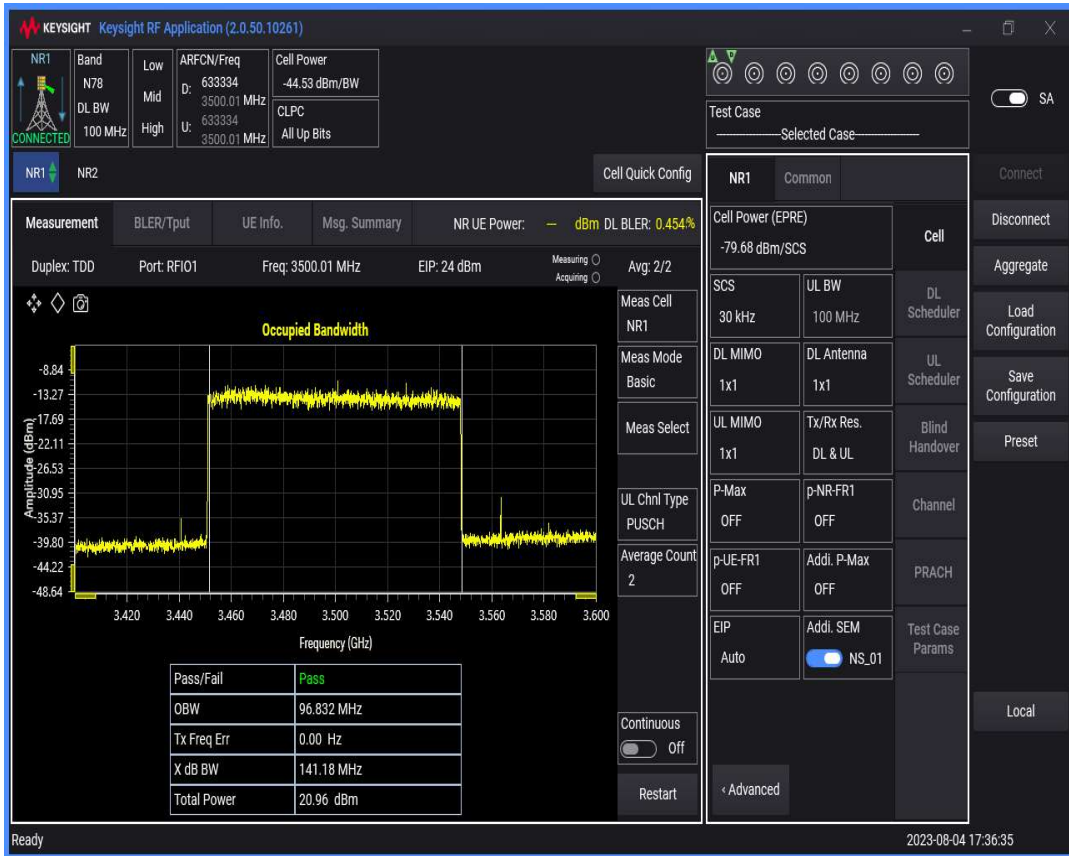 KEYSIGHT Keysight RF Application (2.0.50.10261)
NR1
CONNECTED
Band
N78
DL BW
100 MHz
Low
Mid
High
ARFCN/Freq
D: 633334
3500.01 MHz
U: 633334
3500.01 MHz
Cell Power
-44.53 dBm/BW
CLPC
All Up Bits
Test Case
Selected Case
SA
NR1 NR2
Cell Quick Config
Measurement BLER/Tput UE Info. Msg. Summary NR UE Power: — dBm DL BLER: 0.454%
Duplex: TDD Port: RFIO1 Freq: 3500.01 MHz EIP: 24 dBm Measuring Avg: 2/2
Acquiring
Occupied Bandwidth
Amplitude (dBm)
-8.84
-13.27
-17.69
-22.11
-26.53
-30.95
-35.37
-39.80
-44.22
-48.64
3.420 3.440 3.460 3.480 3.500 3.520 3.540 3.560 3.580 3.600
Frequency (GHz)
Pass/Fail Pass
OBW 96.832 MHz
Tx Freq Err 0.00 Hz
X dB BW 141.18 MHz
Total Power 20.96 dBm
Meas Cell
NR1
Meas Mode
Basic
Meas Select
UL Chnl Type
PUSCH
Average Count
2
Continuous
Off
Restart
NR1 Common
Cell Power (EPRE)
-79.68 dBm/SCS
SCS
30 kHz
UL BW
100 MHz
DL MIMO
1x1
DL Antenna
1x1
UL MIMO
1x1
Tx/Rx Res.
DL & UL
P-Max
OFF
p-NR-FR1
OFF
p-UE-FR1
OFF
Addi. P-Max
OFF
EIP
Auto
Addi. SEM
NS_01
‹ Advanced
Cell
DL
Scheduler
UL
Scheduler
Blind
Handover
Channel
PRACH
Test Case
Params
Connect
Disconnect
Aggregate
Load
Configuration
Save
Configuration
Preset
Local
Ready
2023-08-04 17:36:35